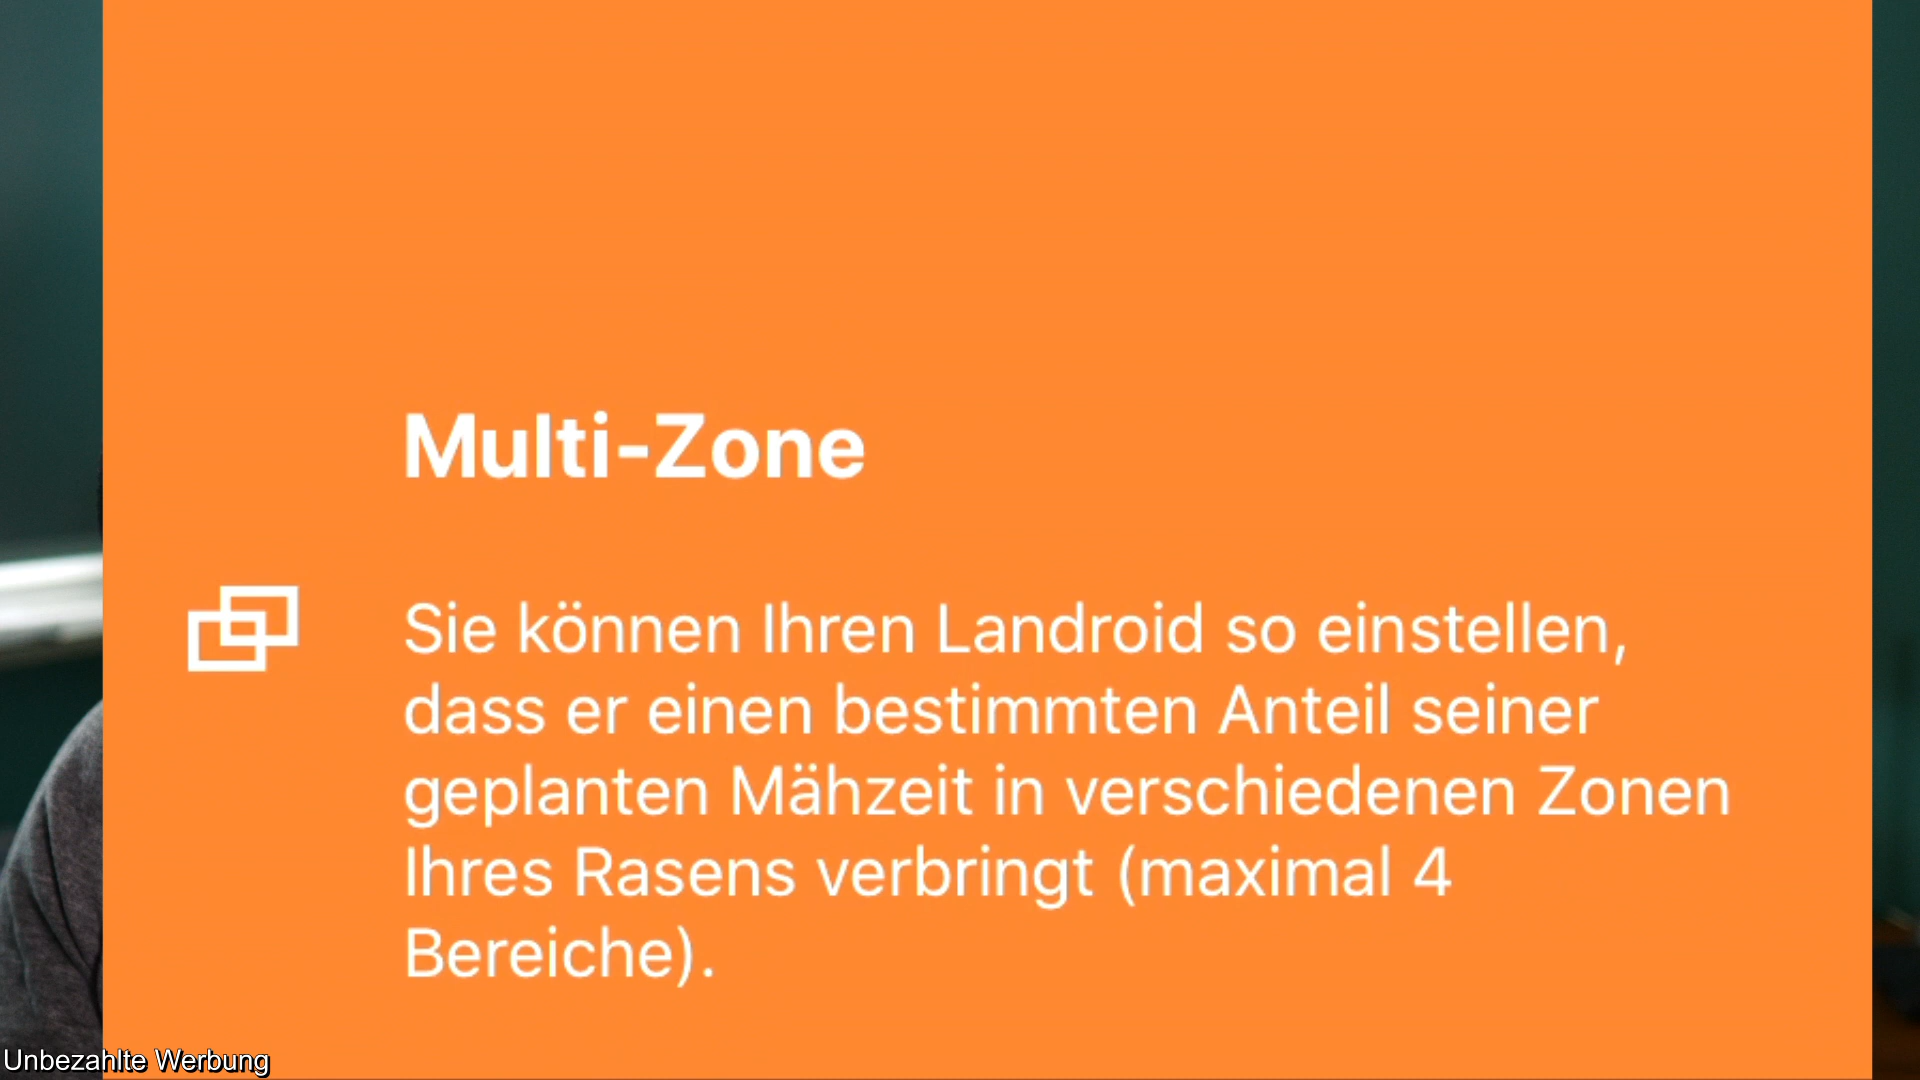 Multi-Zone
Sie können Ihren Landroid so einstellen,
dass er einen bestimmten Anteil seiner
geplanten Mähzeit in verschiedenen Zonen
Ihres Rasens verbringt (maximal 4
Bereiche).
Unbezahlte Werbung